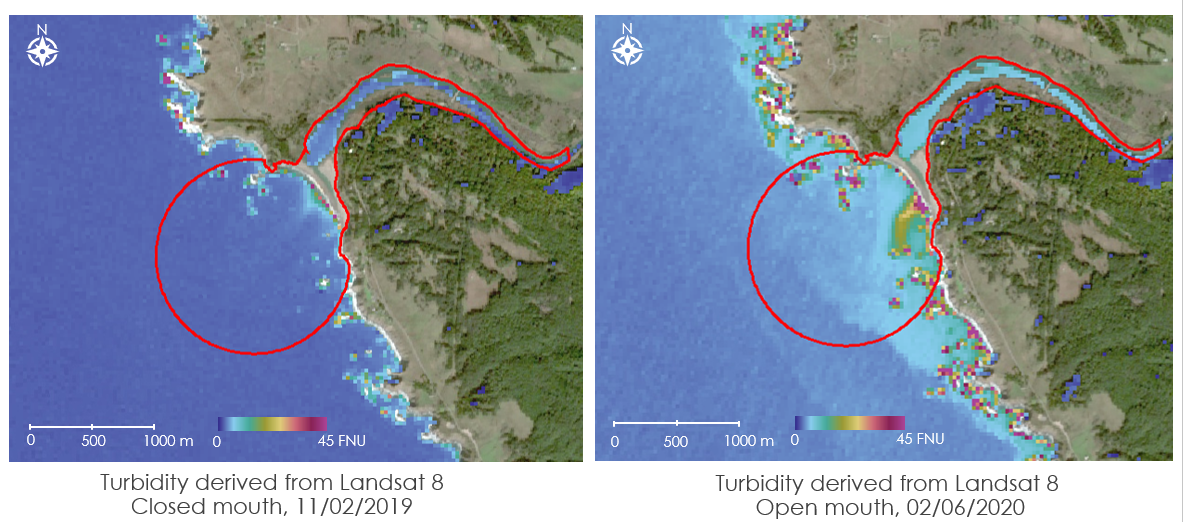 N
0 500 1000 m
0 45 FNU
Turbidity derived from Landsat 8
Closed mouth, 11/02/2019
N
0 500 1000 m
0 45 FNU
Turbidity derived from Landsat 8
Open mouth, 02/06/2020